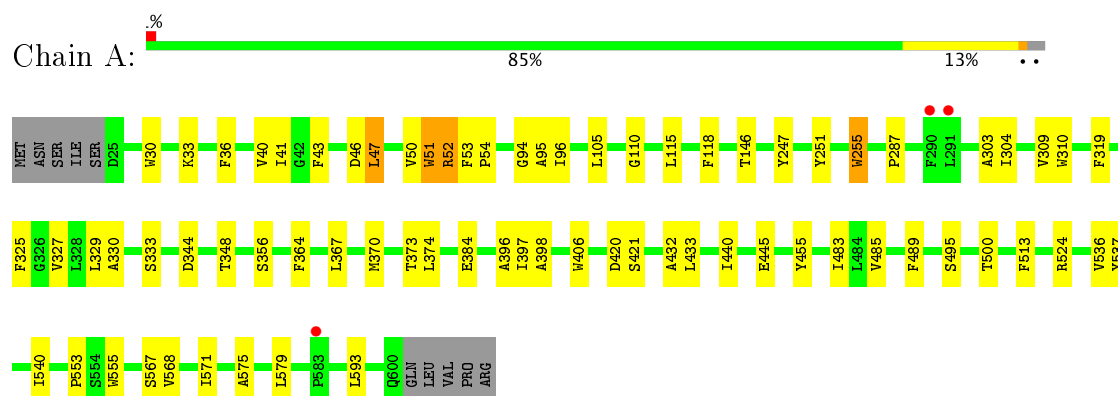 .%
Chain A:
85% 13% • •
MET ASN SER ILE SER D25 W30 K33 F36 V40 I41 G42 F43 D46 L47 V50 W51 R52 F53 P54 G94 A95 I96 L105 G110 L115 F118 T146 Y247 Y251 W255 P287 F290 L291 A303 I304 V309 W310 F319
F325 G326 V327 L328 L329 A330 S333 D344 T348 S356 F364 L367 M370 T373 L374 E384 A396 I397 A398 W406 D420 S421 A432 L433 I440 E445 Y455 I483 L484 V485 F489 S495 T500 F513 R524 V536 Y537
I540 P553 S554 W555 S567 V568 I571 A575 L579 P583 L593 Q600 GLN LEU VAL PRO ARG